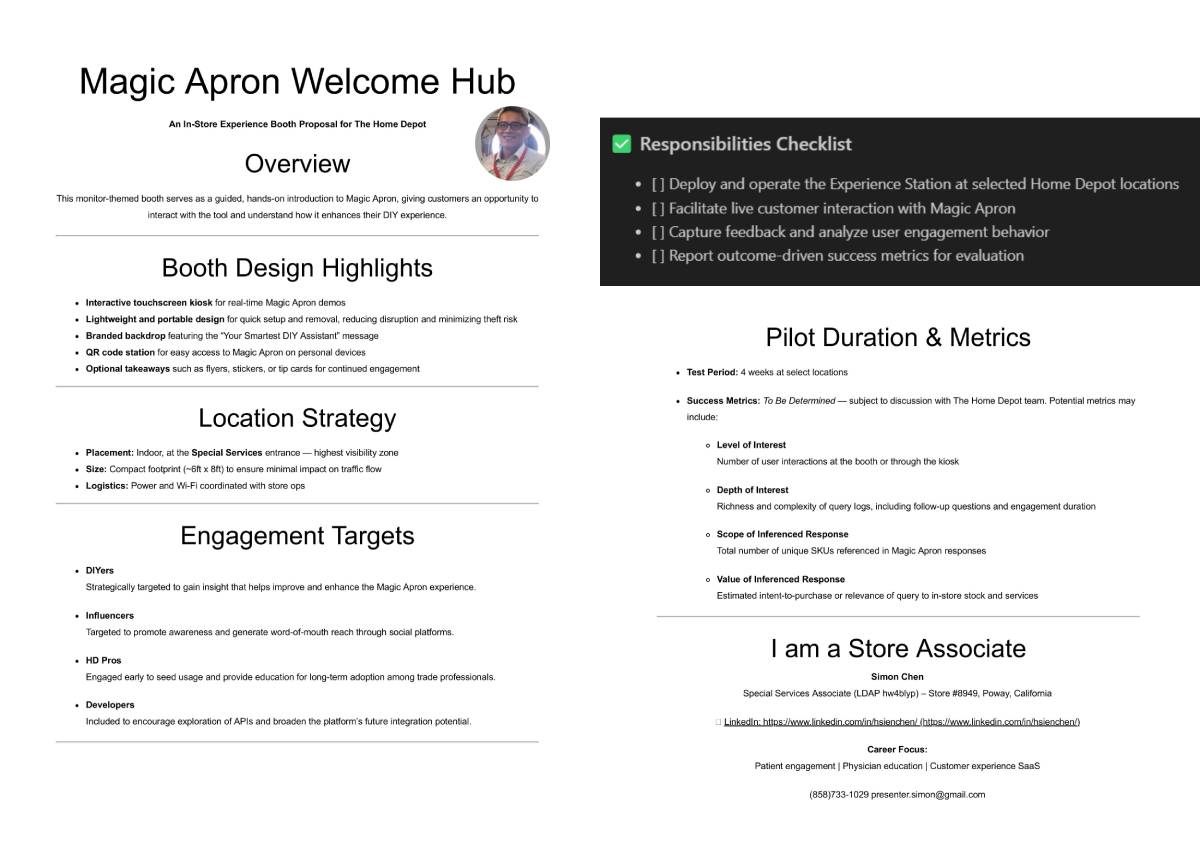 Magic Apron Welcome Hub
An In-Store Experience Booth Proposal for The Home Depot
Overview
This monitor-themed booth serves as a guided, hands-on introduction to Magic Apron, giving customers an opportunity to
interact with the tool and understand how it enhances their DIY experience.
Booth Design Highlights
• Interactive touchscreen kiosk for real-time Magic Apron demos
• Lightweight and portable design for quick setup and removal, reducing disruption and minimizing theft risk
• Branded backdrop featuring the “Your Smartest DIY Assistant” message
• QR code station for easy access to Magic Apron on personal devices
• Optional takeaways such as flyers, stickers, or tip cards for continued engagement
Location Strategy
• Placement: Indoor, at the Special Services entrance — highest visibility zone
• Size: Compact footprint (~6ft x 8ft) to ensure minimal impact on traffic flow
• Logistics: Power and Wi-Fi coordinated with store ops
Engagement Targets
• DIYers
Strategically targeted to gain insight that helps improve and enhance the Magic Apron experience.
• Influencers
Targeted to promote awareness and generate word-of-mouth reach through social platforms.
• HD Pros
Engaged early to seed usage and provide education for long-term adoption among trade professionals.
• Developers
Included to encourage exploration of APIs and broaden the platform’s future integration potential.
✅ Responsibilities Checklist
• [ ] Deploy and operate the Experience Station at selected Home Depot locations
• [ ] Facilitate live customer interaction with Magic Apron
• [ ] Capture feedback and analyze user engagement behavior
• [ ] Report outcome-driven success metrics for evaluation
Pilot Duration & Metrics
• Test Period: 4 weeks at select locations
• Success Metrics: To Be Determined — subject to discussion with The Home Depot team. Potential metrics may
include:
◦ Level of Interest
Number of user interactions at the booth or through the kiosk
◦ Depth of Interest
Richness and complexity of query logs, including follow-up questions and engagement duration
◦ Scope of Inferenced Response
Total number of unique SKUs referenced in Magic Apron responses
◦ Value of Inferenced Response
Estimated intent-to-purchase or relevance of query to in-store stock and services
I am a Store Associate
Simon Chen
Special Services Associate (LDAP hw4blyp) – Store #8949, Poway, California
LinkedIn: https://www.linkedin.com/in/hsienchen/ (https://www.linkedin.com/in/hsienchen/)
Career Focus:
Patient engagement | Physician education | Customer experience SaaS
(858)733-1029 presenter.simon@gmail.com